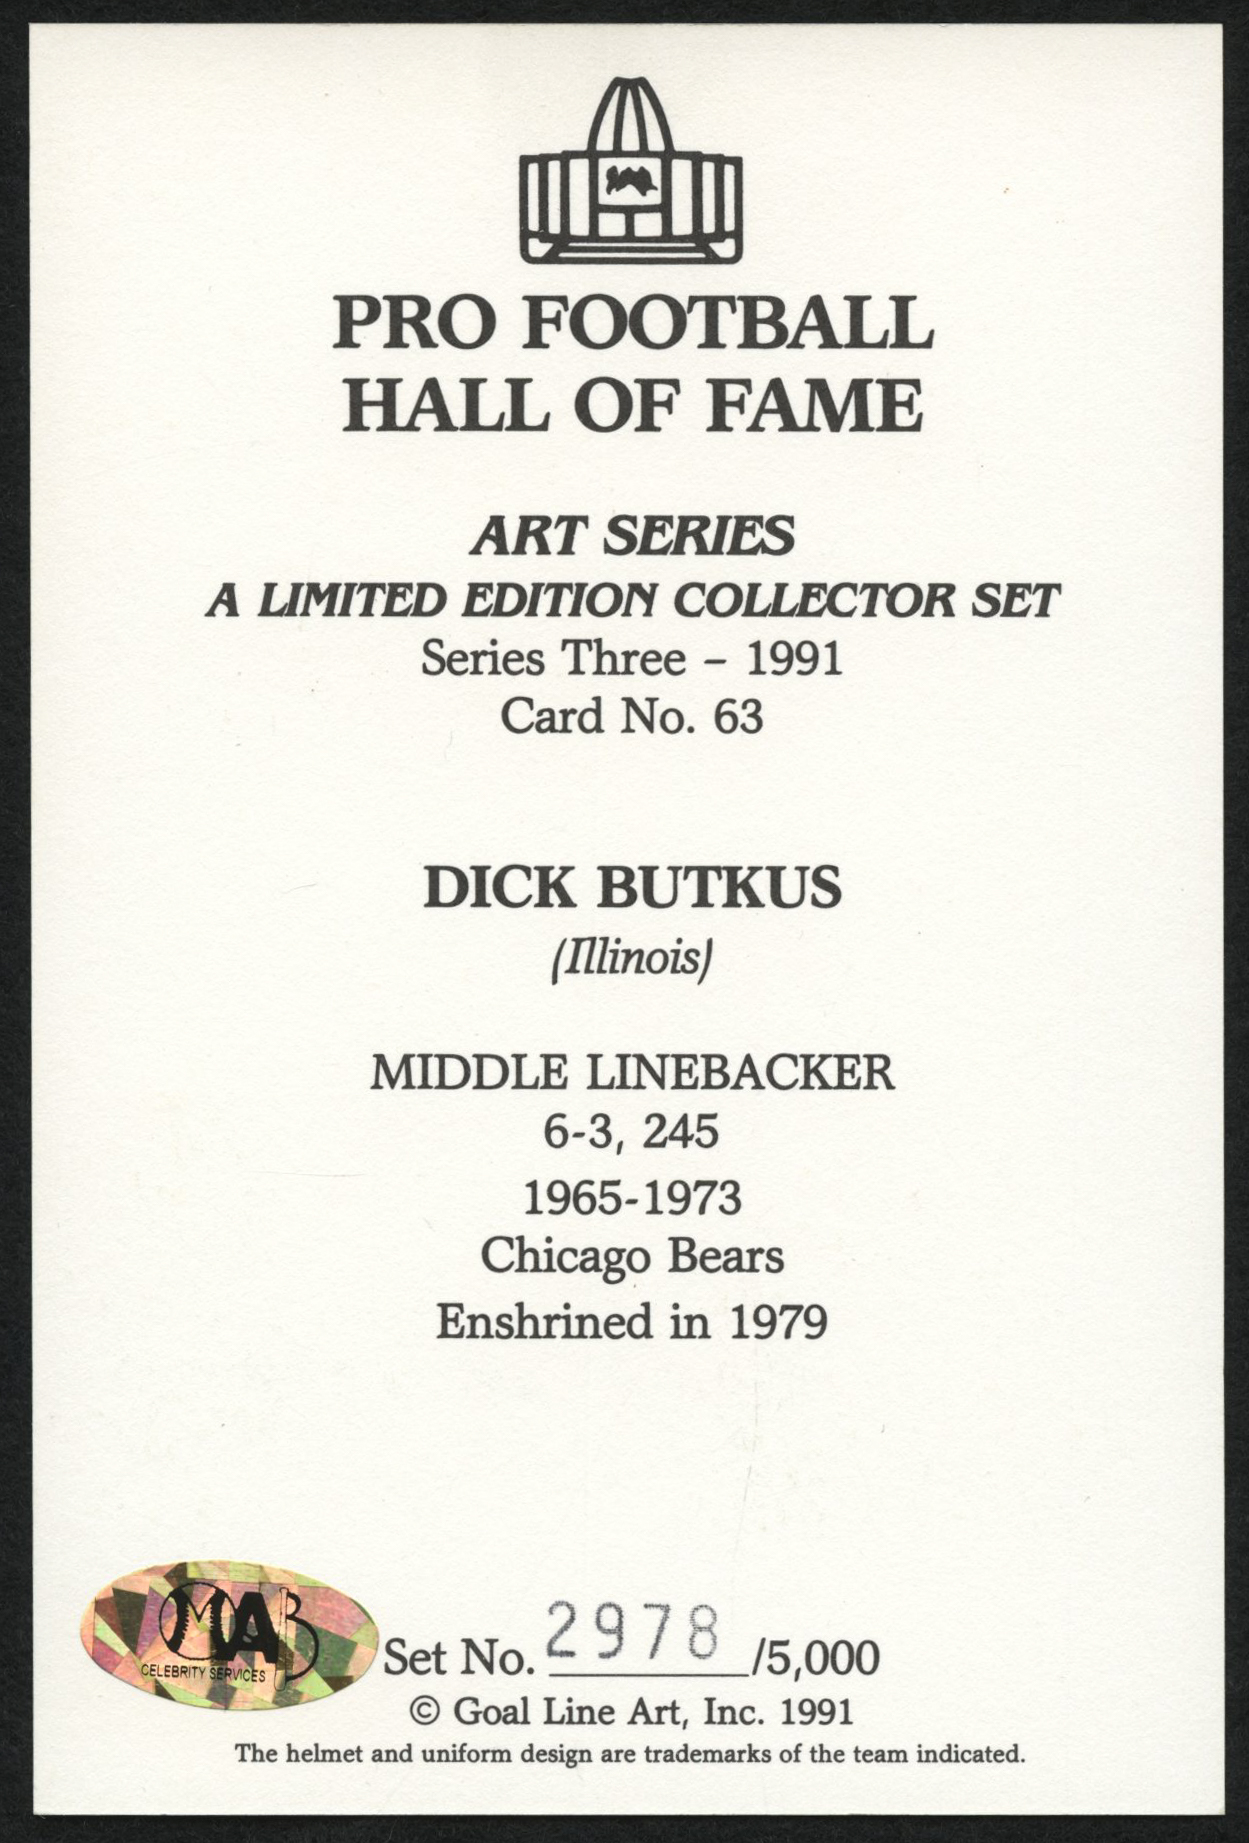 PRO FOOTBALL
HALL OF FAME
ART SERIES
A LIMITED EDITION COLLECTOR SET
Series Three – 1991
Card No. 63
DICK BUTKUS
(Illinois)
MIDDLE LINEBACKER
6-3, 245
1965-1973
Chicago Bears
Enshrined in 1979
MAB
CELEBRITY SERVICES
Set No. 2978 /5,000
© Goal Line Art, Inc. 1991
The helmet and uniform design are trademarks of the team indicated.